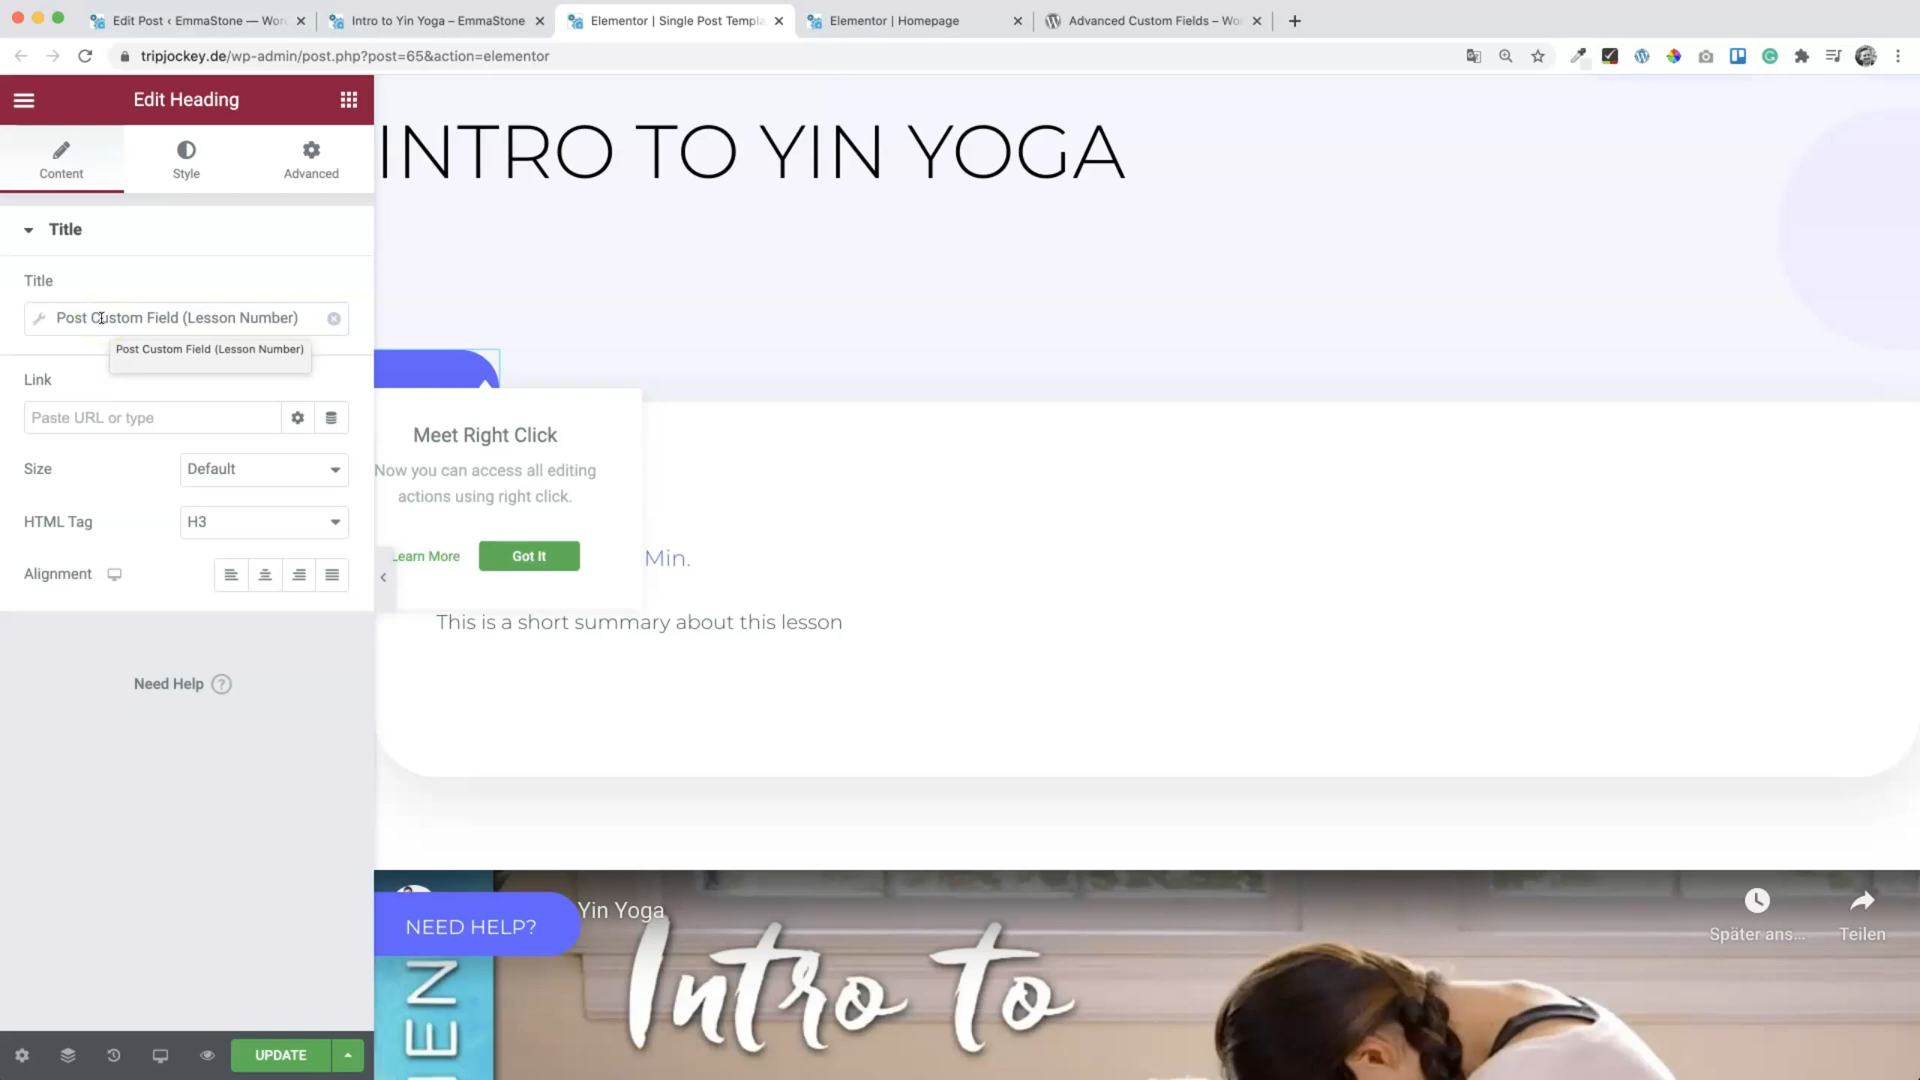 Edit Post ‹ EmmaStone — Wor
Intro to Yin Yoga – EmmaStone
Elementor | Single Post Templa
Elementor | Homepage
Advanced Custom Fields – Wo
tripjockey.de/wp-admin/post.php?post=65&action=elementor
Edit Heading
Content
Style
Advanced
Title
Title
Post Custom Field (Lesson Number)
Post Custom Field (Lesson Number)
Link
Paste URL or type
Size
Default
HTML Tag
H3
Alignment
Need Help ?
UPDATE
INTRO TO YIN YOGA
Meet Right Click
Now you can access all editing
actions using right click.
Learn More
Got It
Min.
This is a short summary about this lesson
NEED HELP?
Yin Yoga
Später ans...
Teilen
Intro to
EN